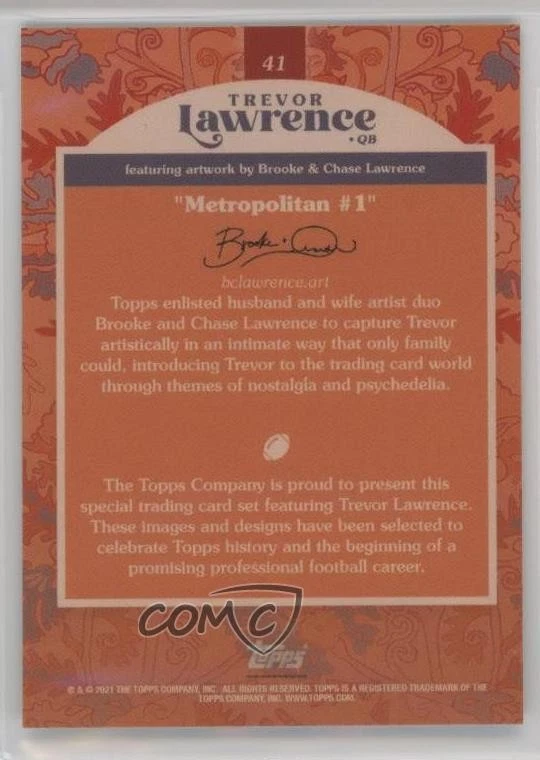 41
TREVOR
Lawrence
• QB
featuring artwork by Brooke & Chase Lawrence
"Metropolitan #1"
bclawrence.art
Topps enlisted husband and wife artist duo
Brooke and Chase Lawrence to capture Trevor
artistically in an intimate way that only family
could, introducing Trevor to the trading card world
through themes of nostalgia and psychedelia.
The Topps Company is proud to present this
special trading card set featuring Trevor Lawrence.
These images and designs have been selected to
celebrate Topps history and the beginning of a
promising professional football career.
COMC
topps
® & © 2021 THE TOPPS COMPANY, INC. ALL RIGHTS RESERVED. TOPPS IS A REGISTERED TRADEMARK OF THE
TOPPS COMPANY, INC. WWW.TOPPS.COM.